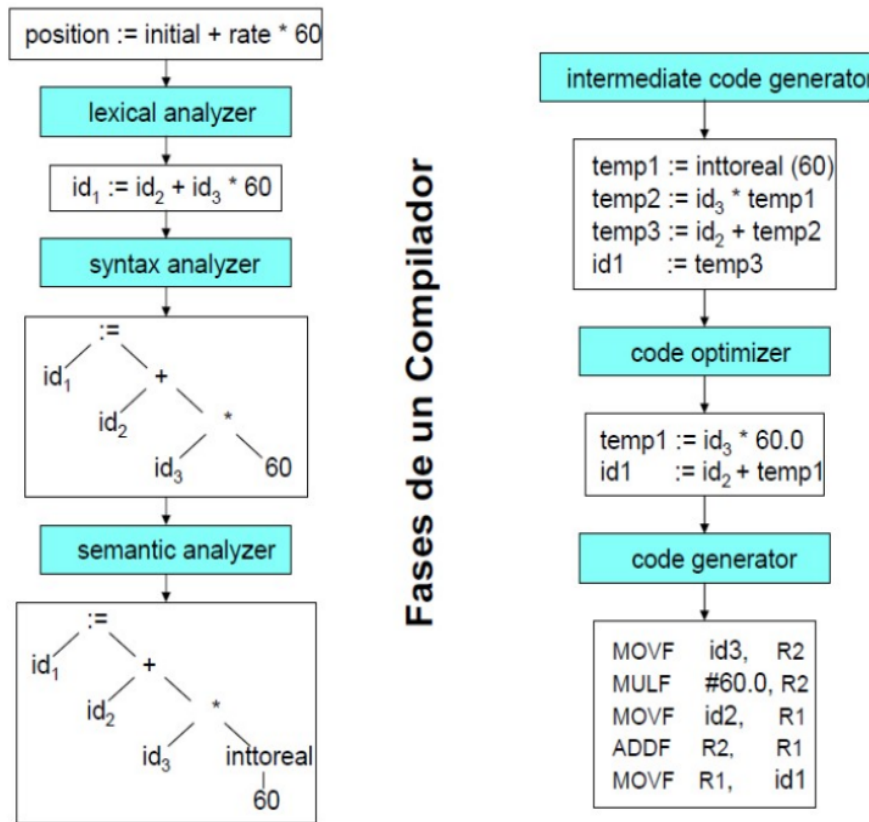 position := initial + rate * 60
lexical analyzer
id₁ := id₂ + id₃ * 60
syntax analyzer
:=
id₁ +
id₂ *
id₃ 60
semantic analyzer
:=
id₁ +
id₂ *
id₃ inttoreal
60
Fases de un Compilador
intermediate code generator
temp1 := inttoreal (60)
temp2 := id₃ * temp1
temp3 := id₂ + temp2
id1 := temp3
code optimizer
temp1 := id₃ * 60.0
id1 := id₂ + temp1
code generator
MOVF id3, R2
MULF #60.0, R2
MOVF id2, R1
ADDF R2, R1
MOVF R1, id1